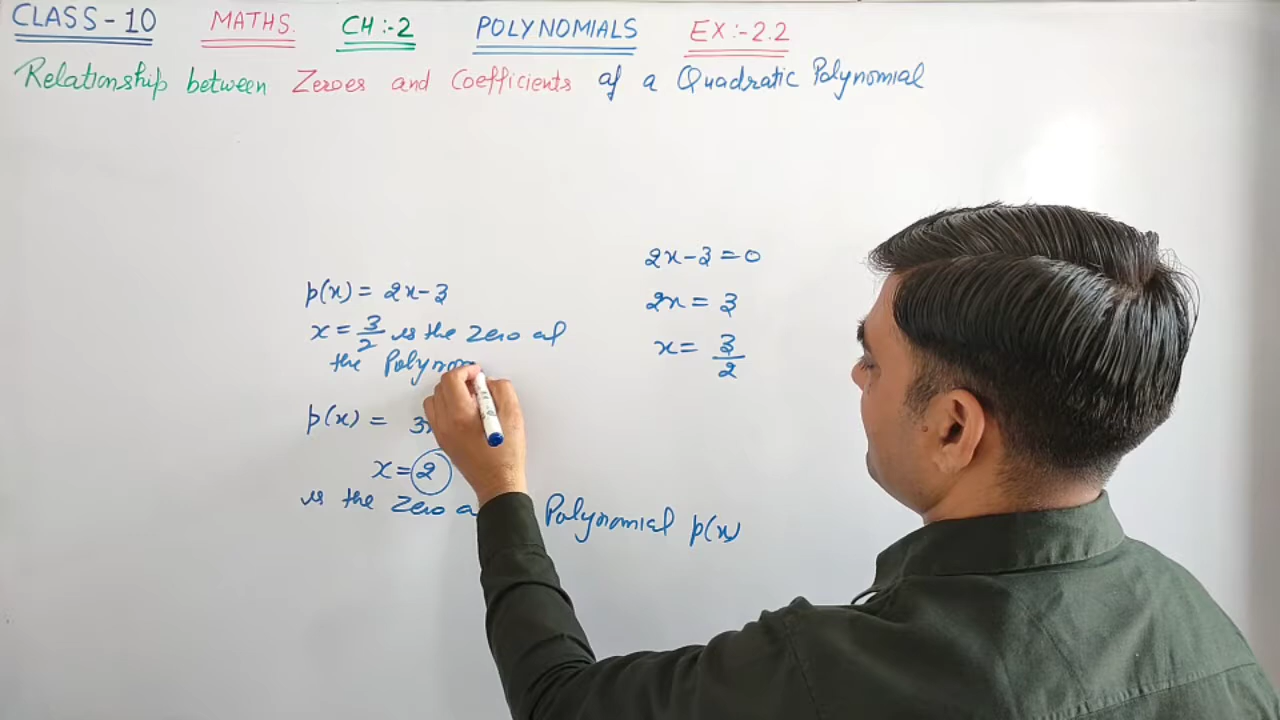 CLASS - 10 MATHS. CH :- 2 POLYNOMIALS EX :- 2.2
Relationship between Zeroes and Coefficients of a Quadratic Polynomial
p(x) = 2x-3
x = 3/2 is the Zero of
the Polynom
p(x) = 3x
x = 2
is the Zero o Polynomial p(x)
2x-3 = 0
2x = 3
x = 3/2